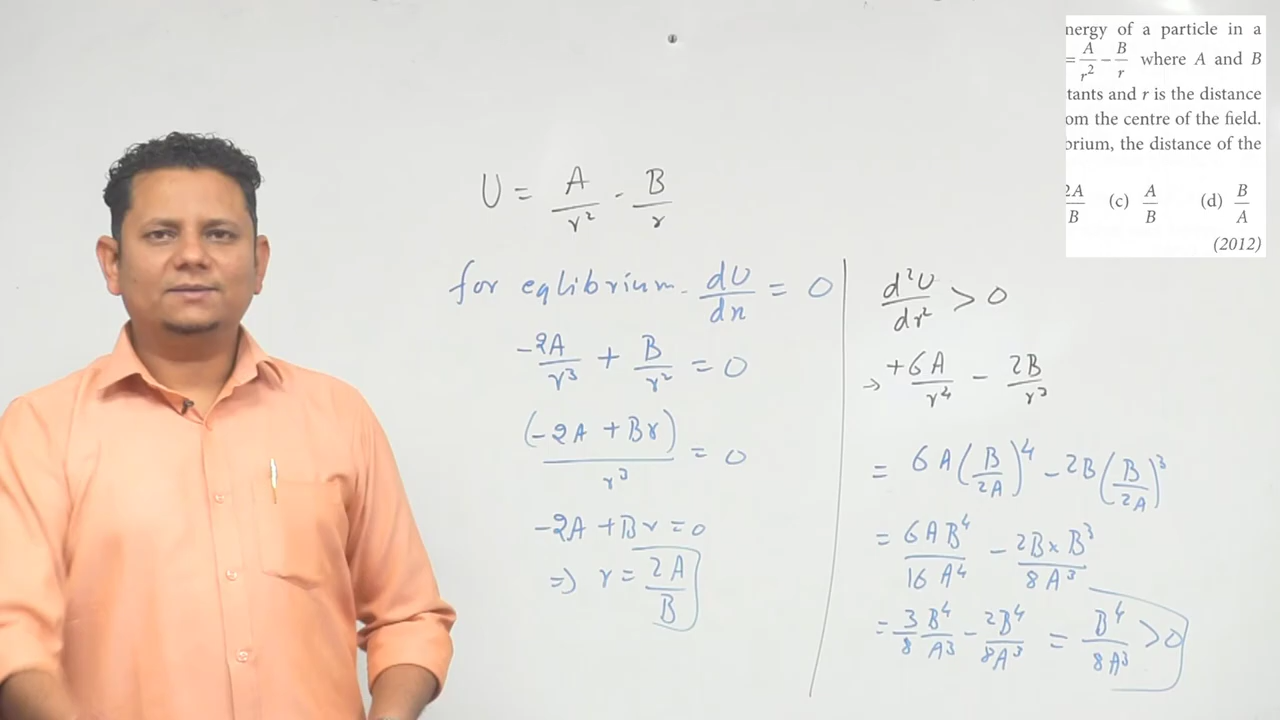 nergy of a particle in a
= A/r² − B/r where A and B
tants and r is the distance
om the centre of the field.
orium, the distance of the
2A/B (c) A/B (d) B/A
(2012)
U = A/r² - B/r
for eqlibrium. dU/dr = 0
-2A/r³ + B/r² = 0
(-2A + Br)/r³ = 0
-2A + Br = 0
=) r = 2A/B
d²U/dr² > 0
→ +6A/r⁴ - 2B/r³
= 6A(B/2A)⁴ - 2B(B/2A)³
= 6AB⁴/16A⁴ - 2B×B³/8A³
= 3/8 B⁴/A³ - 2B⁴/8A³ = B⁴/8A³ > 0